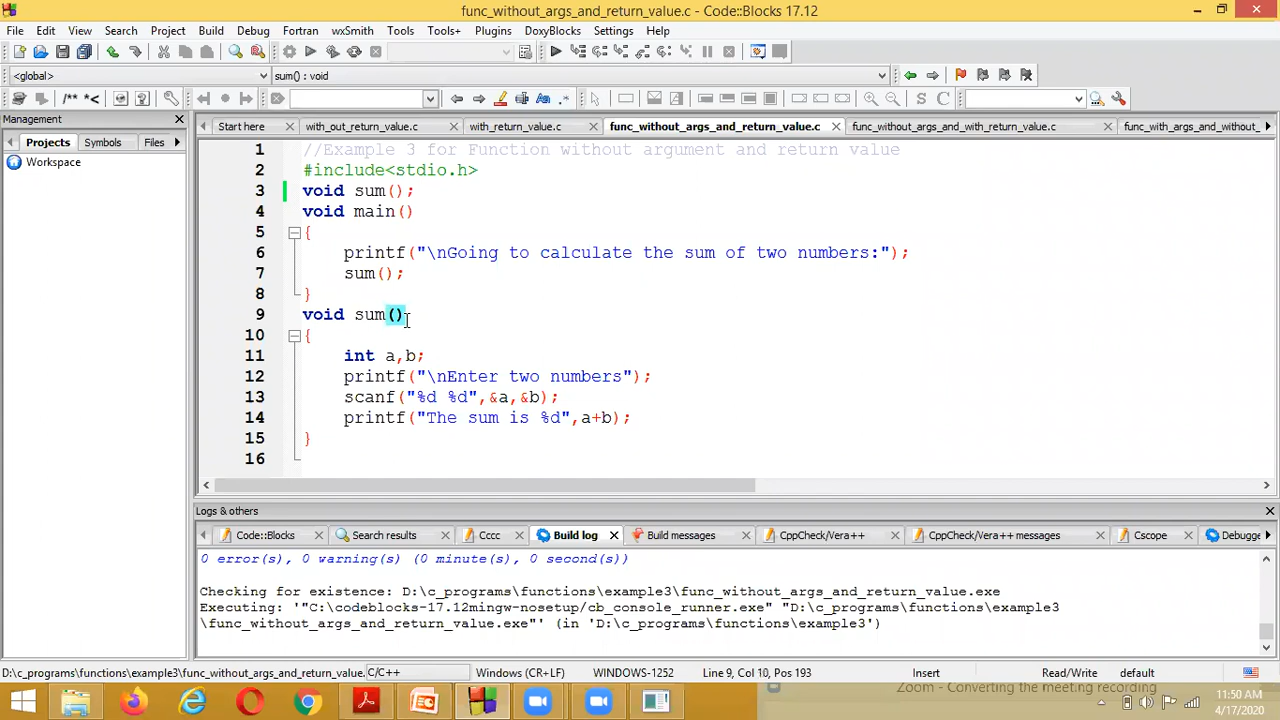 func_without_args_and_return_value.c - Code::Blocks 17.12
File Edit View Search Project Build Debug Fortran wxSmith Tools Tools+ Plugins DoxyBlocks Settings Help
<global> sum() : void
/** *<
S C
Management
Projects Symbols Files
Workspace
Start here with_out_return_value.c with_return_value.c func_without_args_and_return_value.c func_without_args_and_with_return_value.c func_with_args_and_without_
1 //Example 3 for Function without argument and return value
2 #include<stdio.h>
3 void sum();
4 void main()
5 {
6 printf("\nGoing to calculate the sum of two numbers:");
7 sum();
8 }
9 void sum()
10 {
11 int a,b;
12 printf("\nEnter two numbers");
13 scanf("%d %d",&a,&b);
14 printf("The sum is %d",a+b);
15 }
16
Logs & others
Code::Blocks Search results Cccc Build log Build messages CppCheck/Vera++ CppCheck/Vera++ messages Cscope Debugge
0 error(s), 0 warning(s) (0 minute(s), 0 second(s))
Checking for existence: D:\c_programs\functions\example3\func_without_args_and_return_value.exe
Executing: '"C:\codeblocks-17.12mingw-nosetup/cb_console_runner.exe" "D:\c_programs\functions\example3
\func_without_args_and_return_value.exe"' (in 'D:\c_programs\functions\example3')
D:\c_programs\functions\example3\func_without_args_and_return_value. C/C++ Windows (CR+LF) WINDOWS-1252 Line 9, Col 10, Pos 193 Insert Read/Write default
Zoom - Converting the meeting recording
11:50 AM
4/17/2020